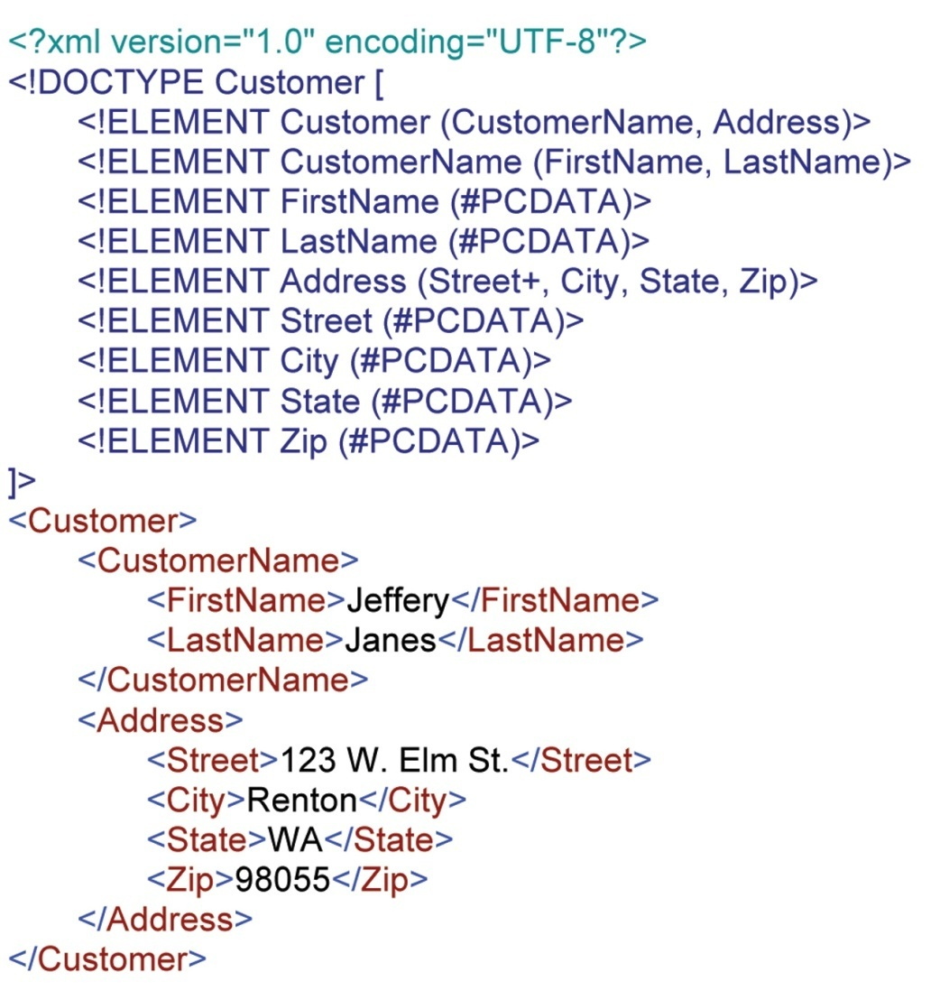 <?xml version="1.0" encoding="UTF-8"?>
<!DOCTYPE Customer [
<!ELEMENT Customer (CustomerName, Address)>
<!ELEMENT CustomerName (FirstName, LastName)>
<!ELEMENT FirstName (#PCDATA)>
<!ELEMENT LastName (#PCDATA)>
<!ELEMENT Address (Street+, City, State, Zip)>
<!ELEMENT Street (#PCDATA)>
<!ELEMENT City (#PCDATA)>
<!ELEMENT State (#PCDATA)>
<!ELEMENT Zip (#PCDATA)>
]>
<Customer>
<CustomerName>
<FirstName>Jeffery</FirstName>
<LastName>Janes</LastName>
</CustomerName>
<Address>
<Street>123 W. Elm St.</Street>
<City>Renton</City>
<State>WA</State>
<Zip>98055</Zip>
</Address>
</Customer>